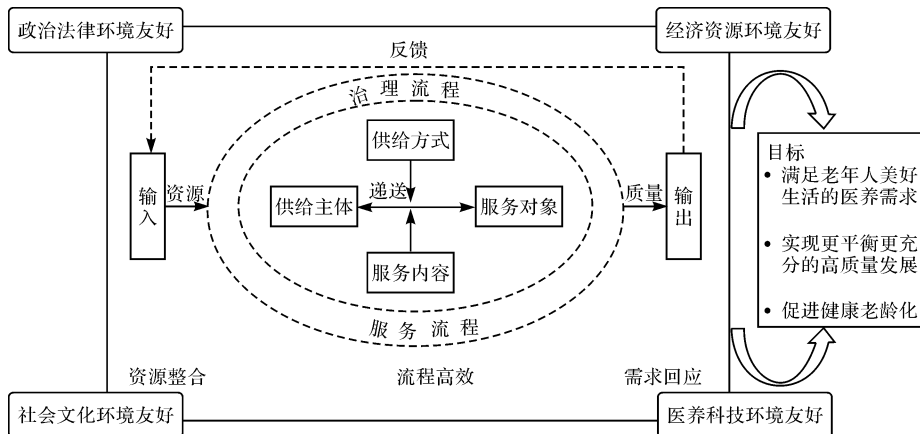 政治法律环境友好
经济资源环境友好
反馈
治理流程
供给方式
输入
资源
递送
供给主体
服务对象
服务内容
质量
输出
服务流程
目标
• 满足老年人美好
生活的医养需求
• 实现更平衡更充
分的高质量发展
• 促进健康老龄化
资源整合
流程高效
需求回应
社会文化环境友好
医养科技环境友好